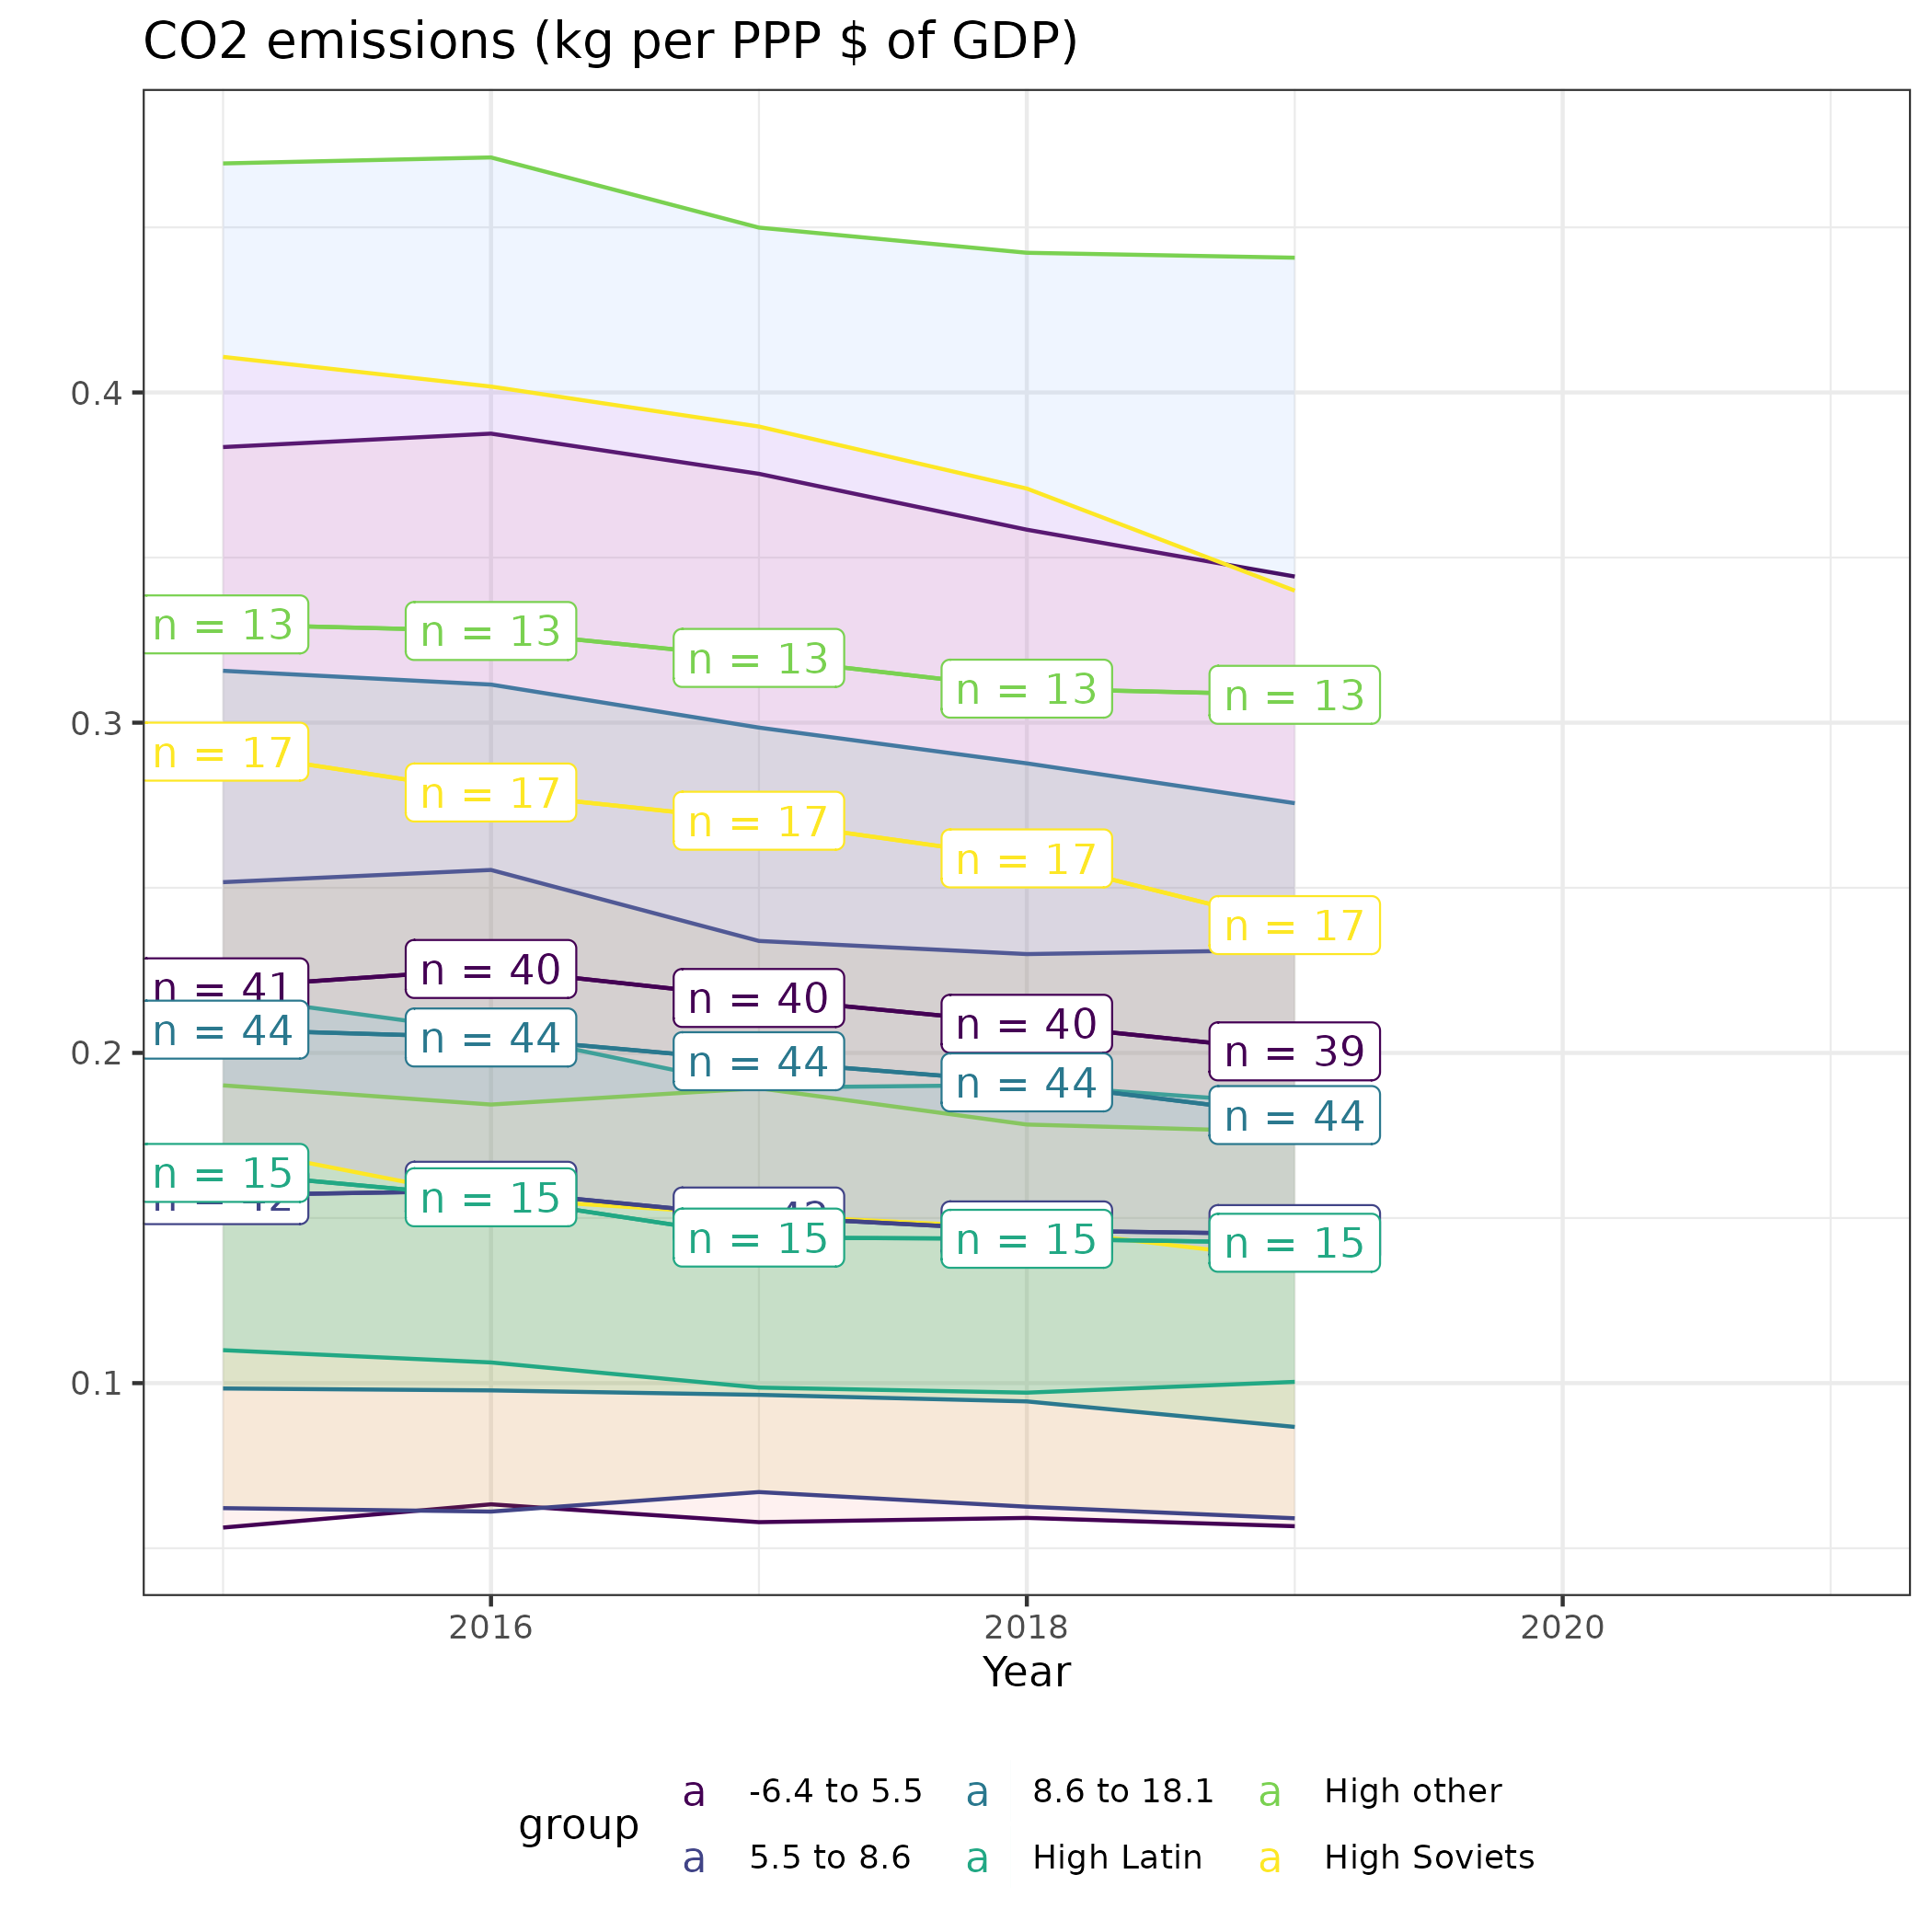 CO2 emissions (kg per PPP $ of GDP)
0.4
n = 13
n = 13
n = 13
n = 13
n = 13
0.3
n = 17
n = 17
n = 17
n = 17
n = 17
n = 41
n = 40
n = 40
n = 40
n = 39
n = 44
n = 44
n = 44
n = 44
n = 44
0.2
n = 15
n = 15
n = 15
n = 15
n = 15
0.1
2016 2018 2020
Year
group
a -6.4 to 5.5 a 8.6 to 18.1 a High other
a 5.5 to 8.6 a High Latin a High Soviets